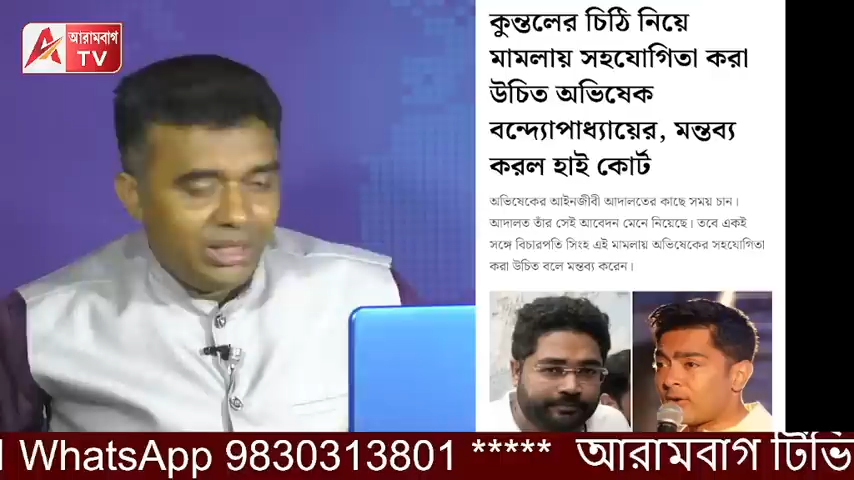 আরামবাগ
TV
কুন্তলের চিঠি নিয়ে
মামলায় সহযোগিতা করা
উচিত অভিষেক
বন্দ্যোপাধ্যায়ের, মন্তব্য
করল হাই কোর্ট
অভিষেকের আইনজীবী আদালতের কাছে সময় চান।
আদালত তাঁর সেই আবেদন মেনে নিয়েছে। তবে একই
সঙ্গে বিচারপতি সিংহ এই মামলায় অভিষেকের সহযোগিতা
করা উচিত বলে মন্তব্য করেন।
WhatsApp 9830313801 ***** আরামবাগ টিভি